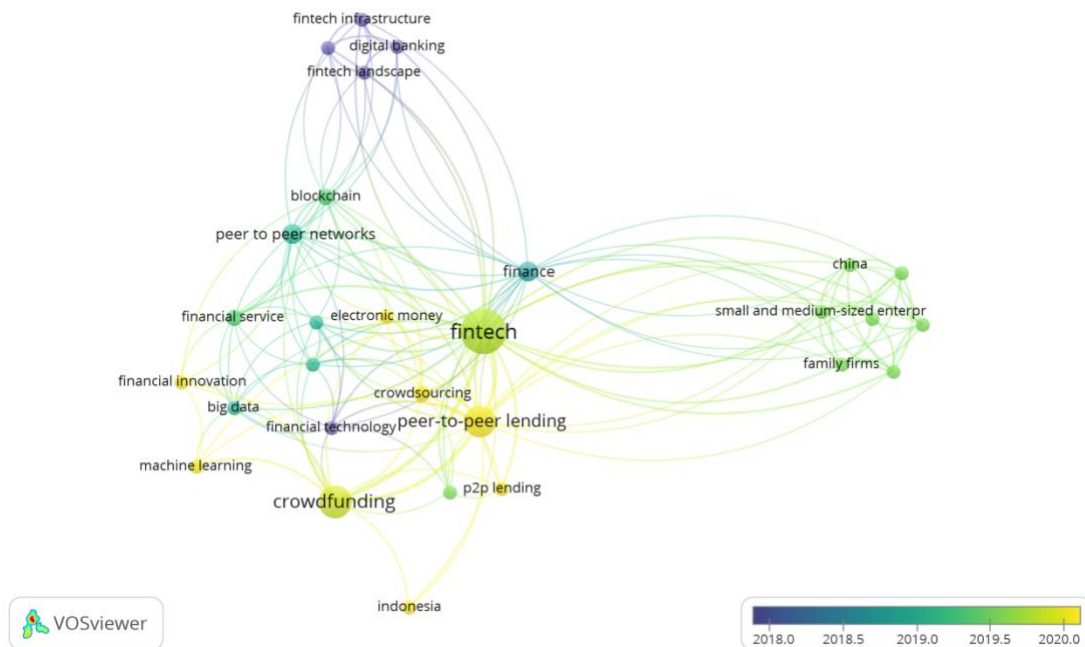 fintech infrastructure
digital banking
fintech landscape
blockchain
peer to peer networks
finance
china
small and medium-sized enterpr
financial service
electronic money
fintech
family firms
financial innovation
crowdsourcing
big data
peer-to-peer lending
financial technology
machine learning
p2p lending
crowdfunding
indonesia
VOSviewer
2018.0 2018.5 2019.0 2019.5 2020.0